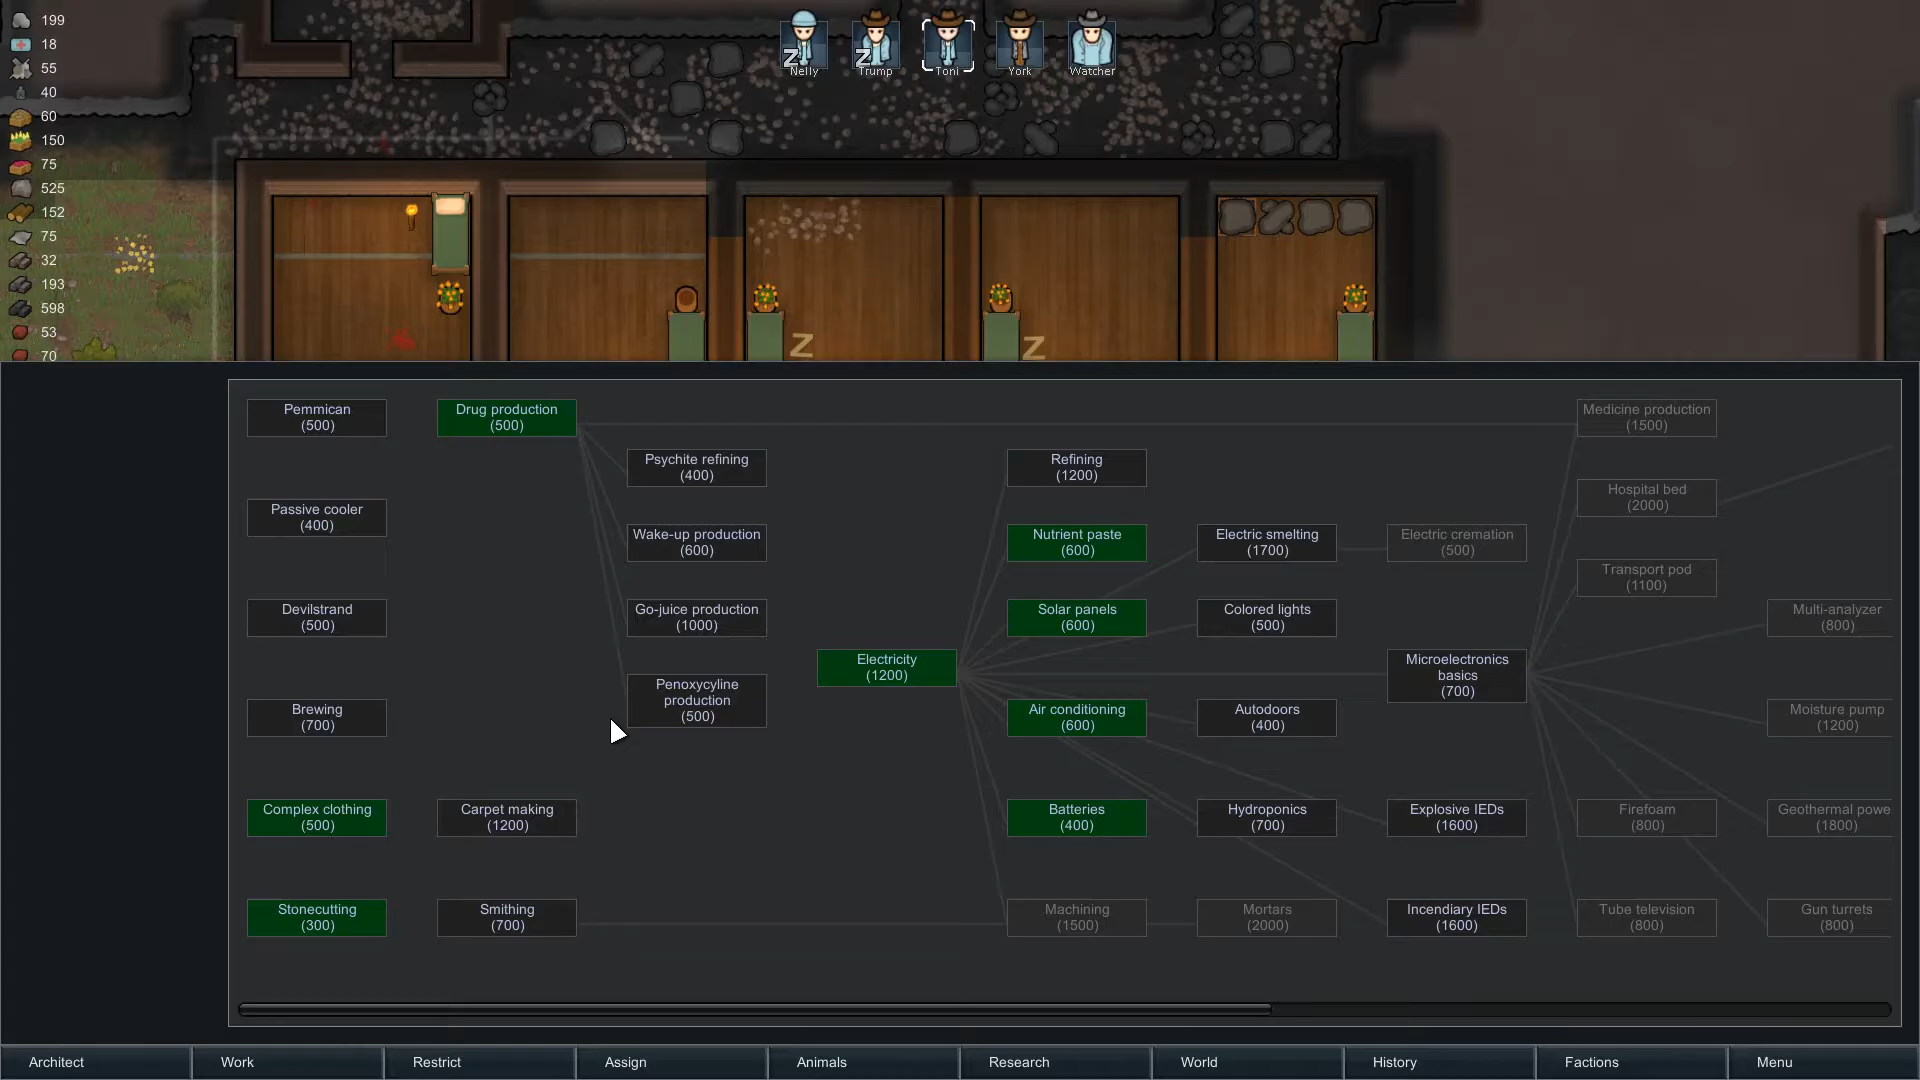 199
18
55
40
60
150
75
525
152
75
32
193
598
53
70
Z
Nelly
Z
Trump
Toni
York
Watcher
Z
Z
Pemmican
(500)
Drug production
(500)
Medicine production
(1500)
Psychite refining
(400)
Refining
(1200)
Hospital bed
(2000)
Passive cooler
(400)
Wake-up production
(600)
Nutrient paste
(600)
Electric smelting
(1700)
Electric cremation
(500)
Transport pod
(1100)
Devilstrand
(500)
Go-juice production
(1000)
Solar panels
(600)
Colored lights
(500)
Multi-analyzer
(800)
Electricity
(1200)
Microelectronics
basics
(700)
Penoxycyline
production
(500)
Brewing
(700)
Air conditioning
(600)
Autodoors
(400)
Moisture pump
(1200)
Complex clothing
(500)
Carpet making
(1200)
Batteries
(400)
Hydroponics
(700)
Explosive IEDs
(1600)
Firefoam
(800)
Geothermal powe
(1800)
Stonecutting
(300)
Smithing
(700)
Machining
(1500)
Mortars
(2000)
Incendiary IEDs
(1600)
Tube television
(800)
Gun turrets
(800)
Architect
Work
Restrict
Assign
Animals
Research
World
History
Factions
Menu